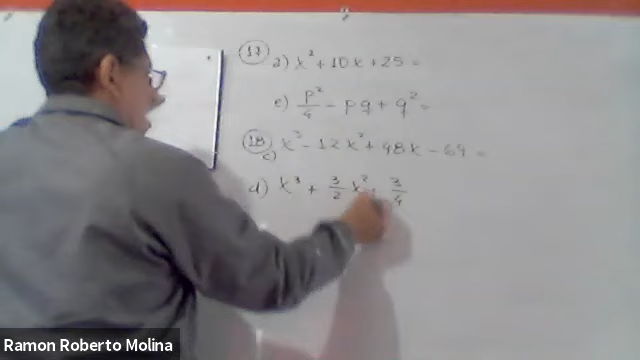 17 a) x² + 10x + 25 =
e) p²/4 - pq + q² =
18 c) x³ - 12x² + 48x - 64 =
d) x³ + 3/2 x² + 3/4
Ramon Roberto Molina